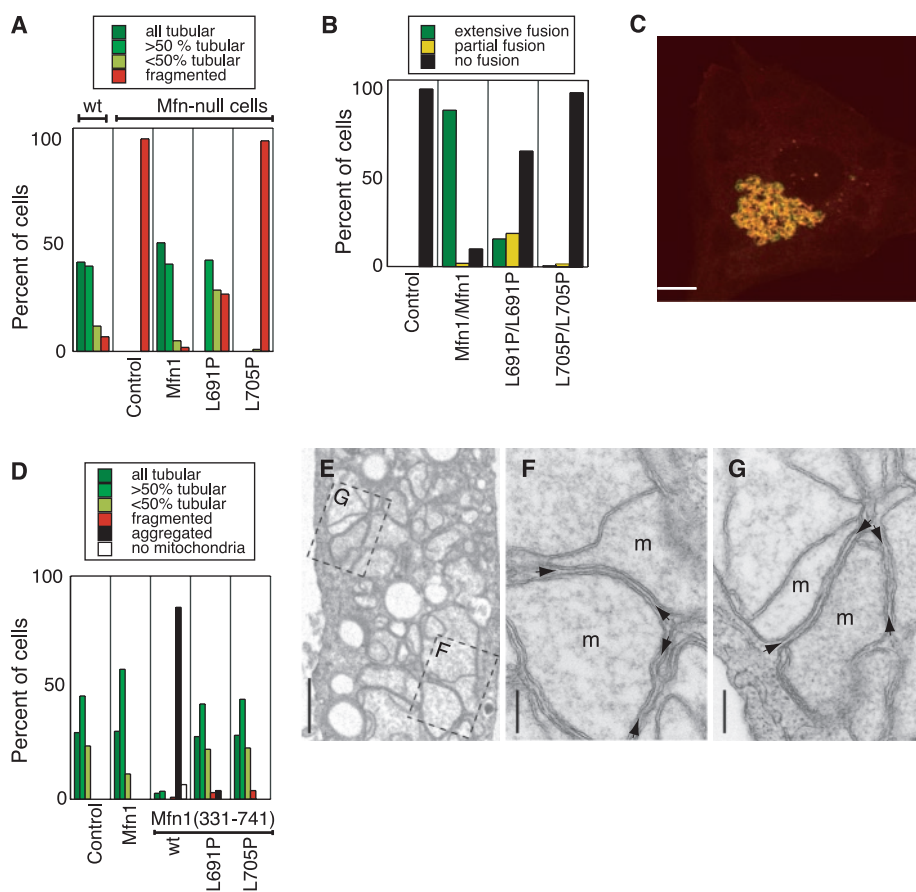 A
all tubular
>50 % tubular
<50% tubular
fragmented
wt
Mfn-null cells
100
50
0
Percent of cells
Control
Mfn1
L691P
L705P
B
extensive fusion
partial fusion
no fusion
100
50
0
Percent of cells
Control
Mfn1/Mfn1
L691P/L691P
L705P/L705P
C
D
all tubular
>50% tubular
<50% tubular
fragmented
aggregated
no mitochondria
100
50
0
Percent of cells
Control
Mfn1
wt
L691P
L705P
Mfn1(331-741)
E
G
F
F
m
m
G
m
m